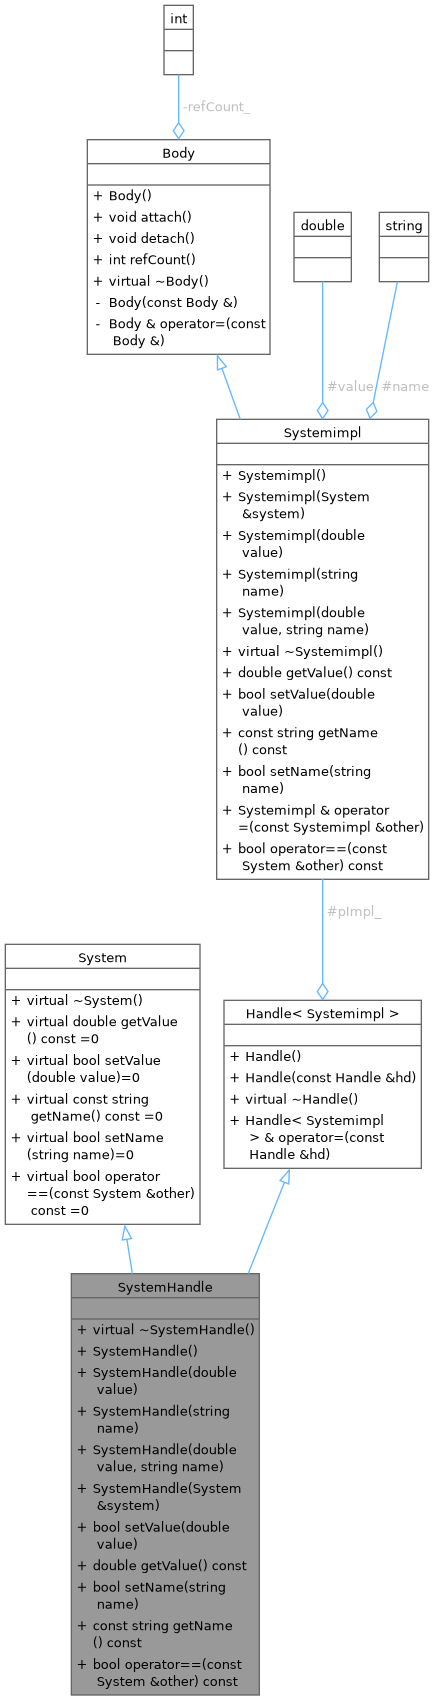 int
-refCount_
Body
+ Body()
+ void attach()
+ void detach()
+ int refCount()
+ virtual ~Body()
- Body(const Body &)
- Body & operator=(const
Body &)
double
string
#value
#name
Systemimpl
+ Systemimpl()
+ Systemimpl(System
&system)
+ Systemimpl(double
value)
+ Systemimpl(string
name)
+ Systemimpl(double
value, string name)
+ virtual ~Systemimpl()
+ double getValue() const
+ bool setValue(double
value)
+ const string getName
() const
+ bool setName(string
name)
+ Systemimpl & operator
=(const Systemimpl &other)
+ bool operator==(const
System &other) const
#pImpl_
System
+ virtual ~System()
+ virtual double getValue
() const =0
+ virtual bool setValue
(double value)=0
+ virtual const string
getName() const =0
+ virtual bool setName
(string name)=0
+ virtual bool operator
==(const System &other)
const =0
Handle< Systemimpl >
+ Handle()
+ Handle(const Handle &hd)
+ virtual ~Handle()
+ Handle< Systemimpl
> & operator=(const
Handle &hd)
SystemHandle
+ virtual ~SystemHandle()
+ SystemHandle()
+ SystemHandle(double
value)
+ SystemHandle(string
name)
+ SystemHandle(double
value, string name)
+ SystemHandle(System
&system)
+ bool setValue(double
value)
+ double getValue() const
+ bool setName(string
name)
+ const string getName
() const
+ bool operator==(const
System &other) const